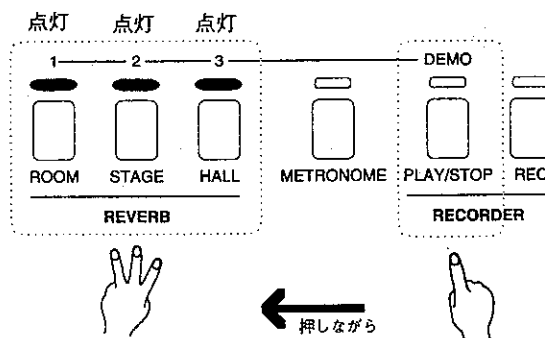 点灯 点灯 点灯
1 2 3 DEMO
ROOM STAGE HALL METRONOME PLAY/STOP REC
REVERB RECORDER
押しながら